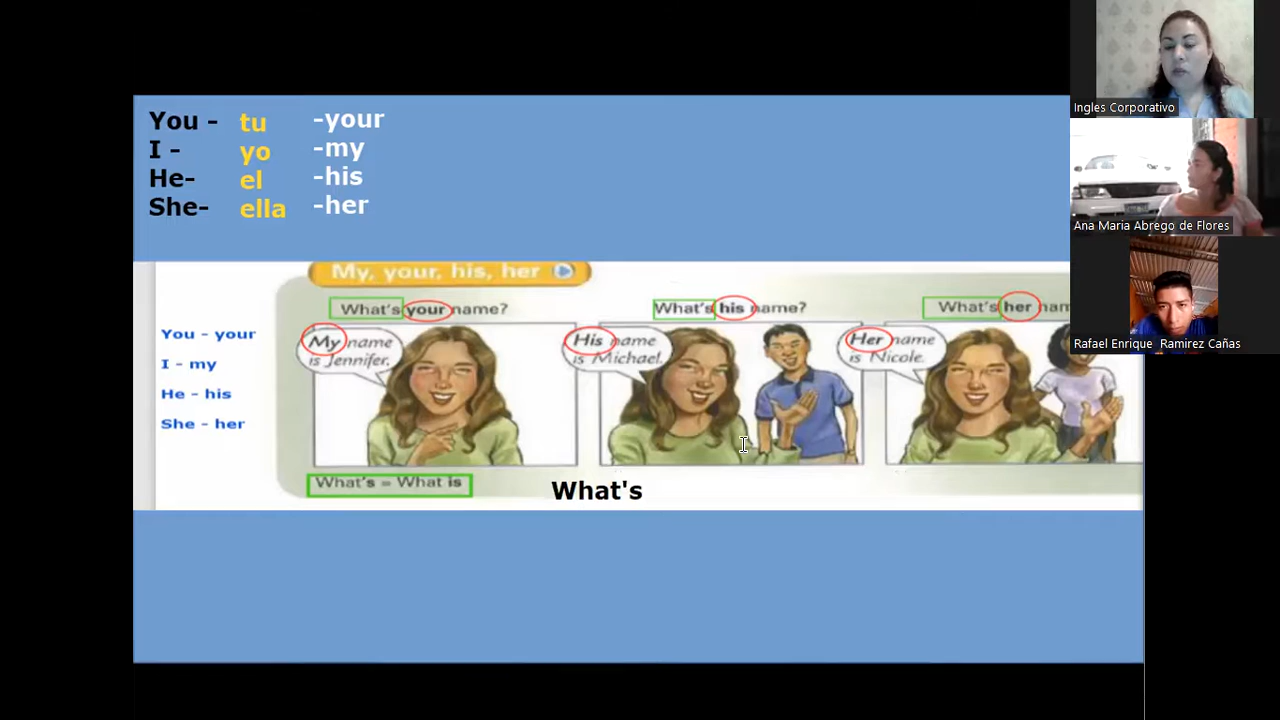 You - tu -your
I - yo -my
He- el -his
She- ella -her
My, your, his, her
What's your name?
My name
is Jennifer.
What's his name?
His name
is Michael.
What's her
Her name
is Nicole.
You - your
I - my
He - his
She - her
What's = What is
What's
Ingles Corporativo
Ana Maria Abrego de Flores
Rafael Enrique Ramirez Cañas